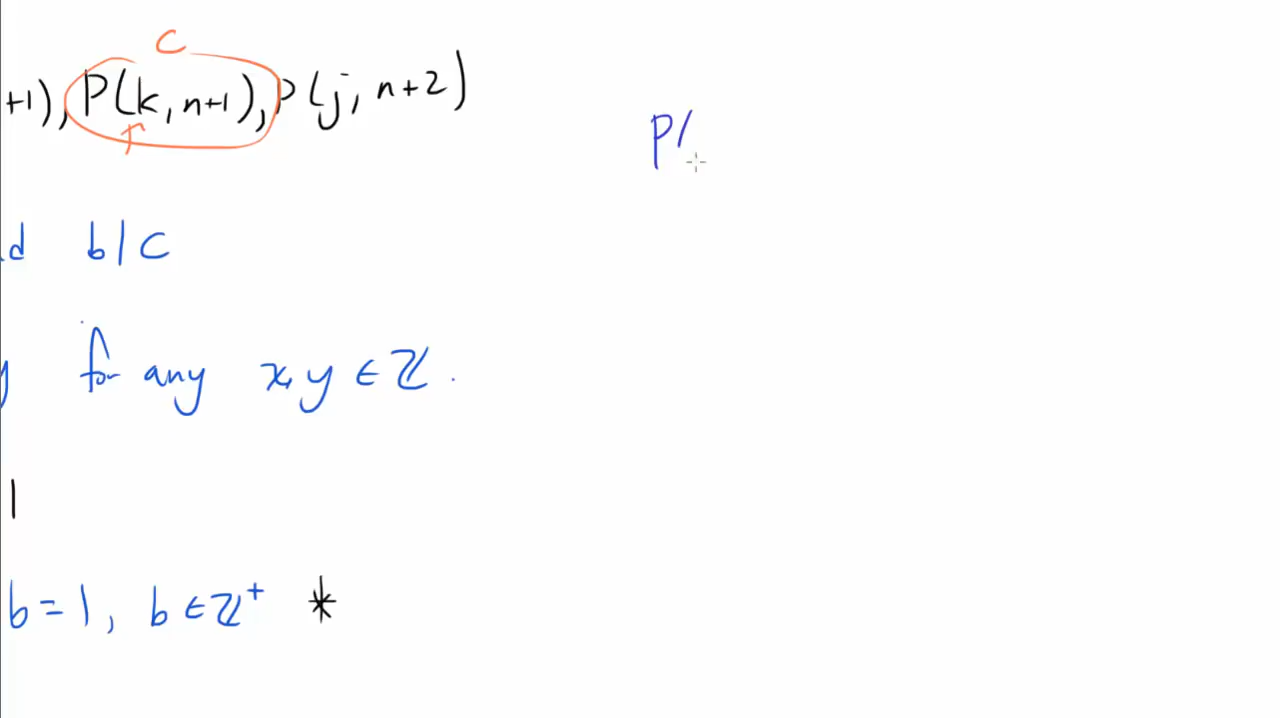 C
+1), P(k, n+1), P(j, n+2)
P(
d b|c
y for any x, y ∈ ℤ.
1
b = 1, b ∈ ℤ⁺ *